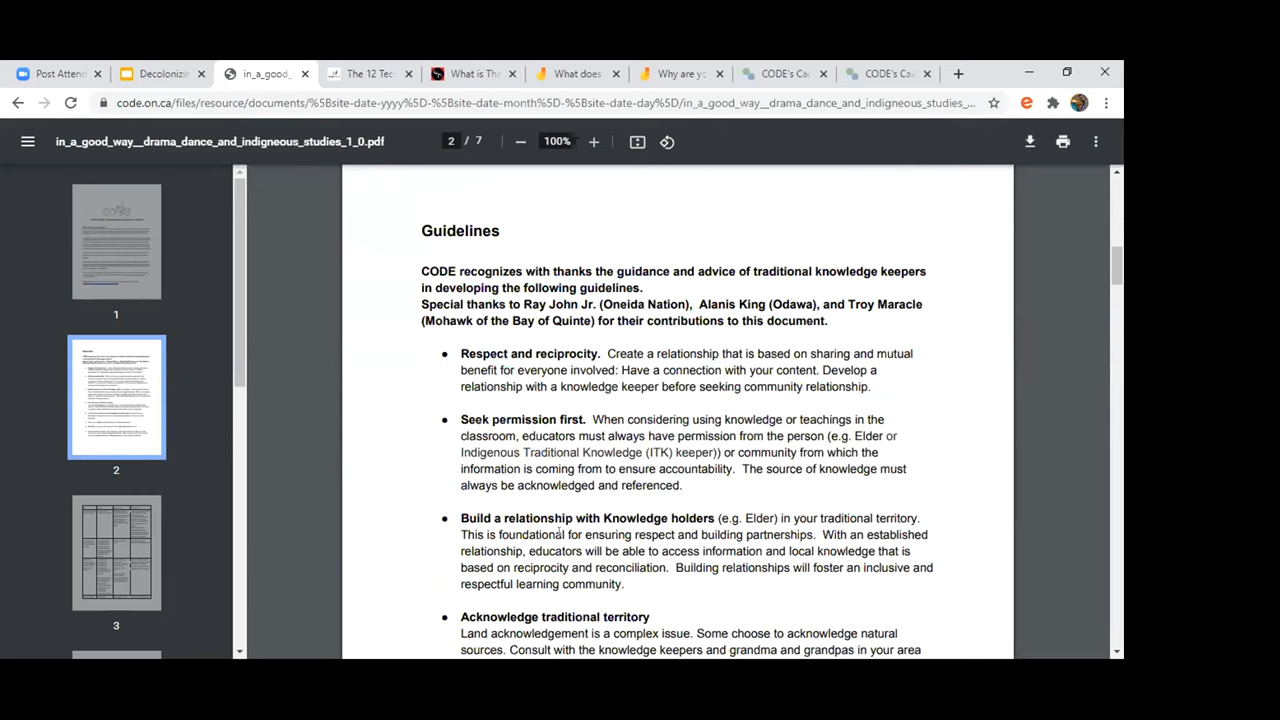 Post Attend
Decolonizin
in_a_good_
The 12 Tec
What is Thr
What does
Why are yo
CODE's Ca
CODE's Ca
code.on.ca/files/resource/documents/%5Bsite-date-yyyy%5D-%5Bsite-date-month%5D-%5Bsite-date-day%5D/in_a_good_way__drama_dance_and_indigneous_studies_...
in_a_good_way__drama_dance_and_indigneous_studies_1_0.pdf
2 / 7
100%
1
2
3
Guidelines
CODE recognizes with thanks the guidance and advice of traditional knowledge keepers
in developing the following guidelines.
Special thanks to Ray John Jr. (Oneida Nation), Alanis King (Odawa), and Troy Maracle
(Mohawk of the Bay of Quinte) for their contributions to this document.
● Respect and reciprocity. Create a relationship that is based on sharing and mutual
benefit for everyone involved: Have a connection with your content. Develop a
relationship with a knowledge keeper before seeking community relationship.
● Seek permission first. When considering using knowledge or teachings in the
classroom, educators must always have permission from the person (e.g. Elder or
Indigenous Traditional Knowledge (ITK) keeper)) or community from which the
information is coming from to ensure accountability. The source of knowledge must
always be acknowledged and referenced.
● Build a relationship with Knowledge holders (e.g. Elder) in your traditional territory.
This is foundational for ensuring respect and building partnerships. With an established
relationship, educators will be able to access information and local knowledge that is
based on reciprocity and reconciliation. Building relationships will foster an inclusive and
respectful learning community.
● Acknowledge traditional territory
Land acknowledgement is a complex issue. Some choose to acknowledge natural
sources. Consult with the knowledge keepers and grandma and grandpas in your area